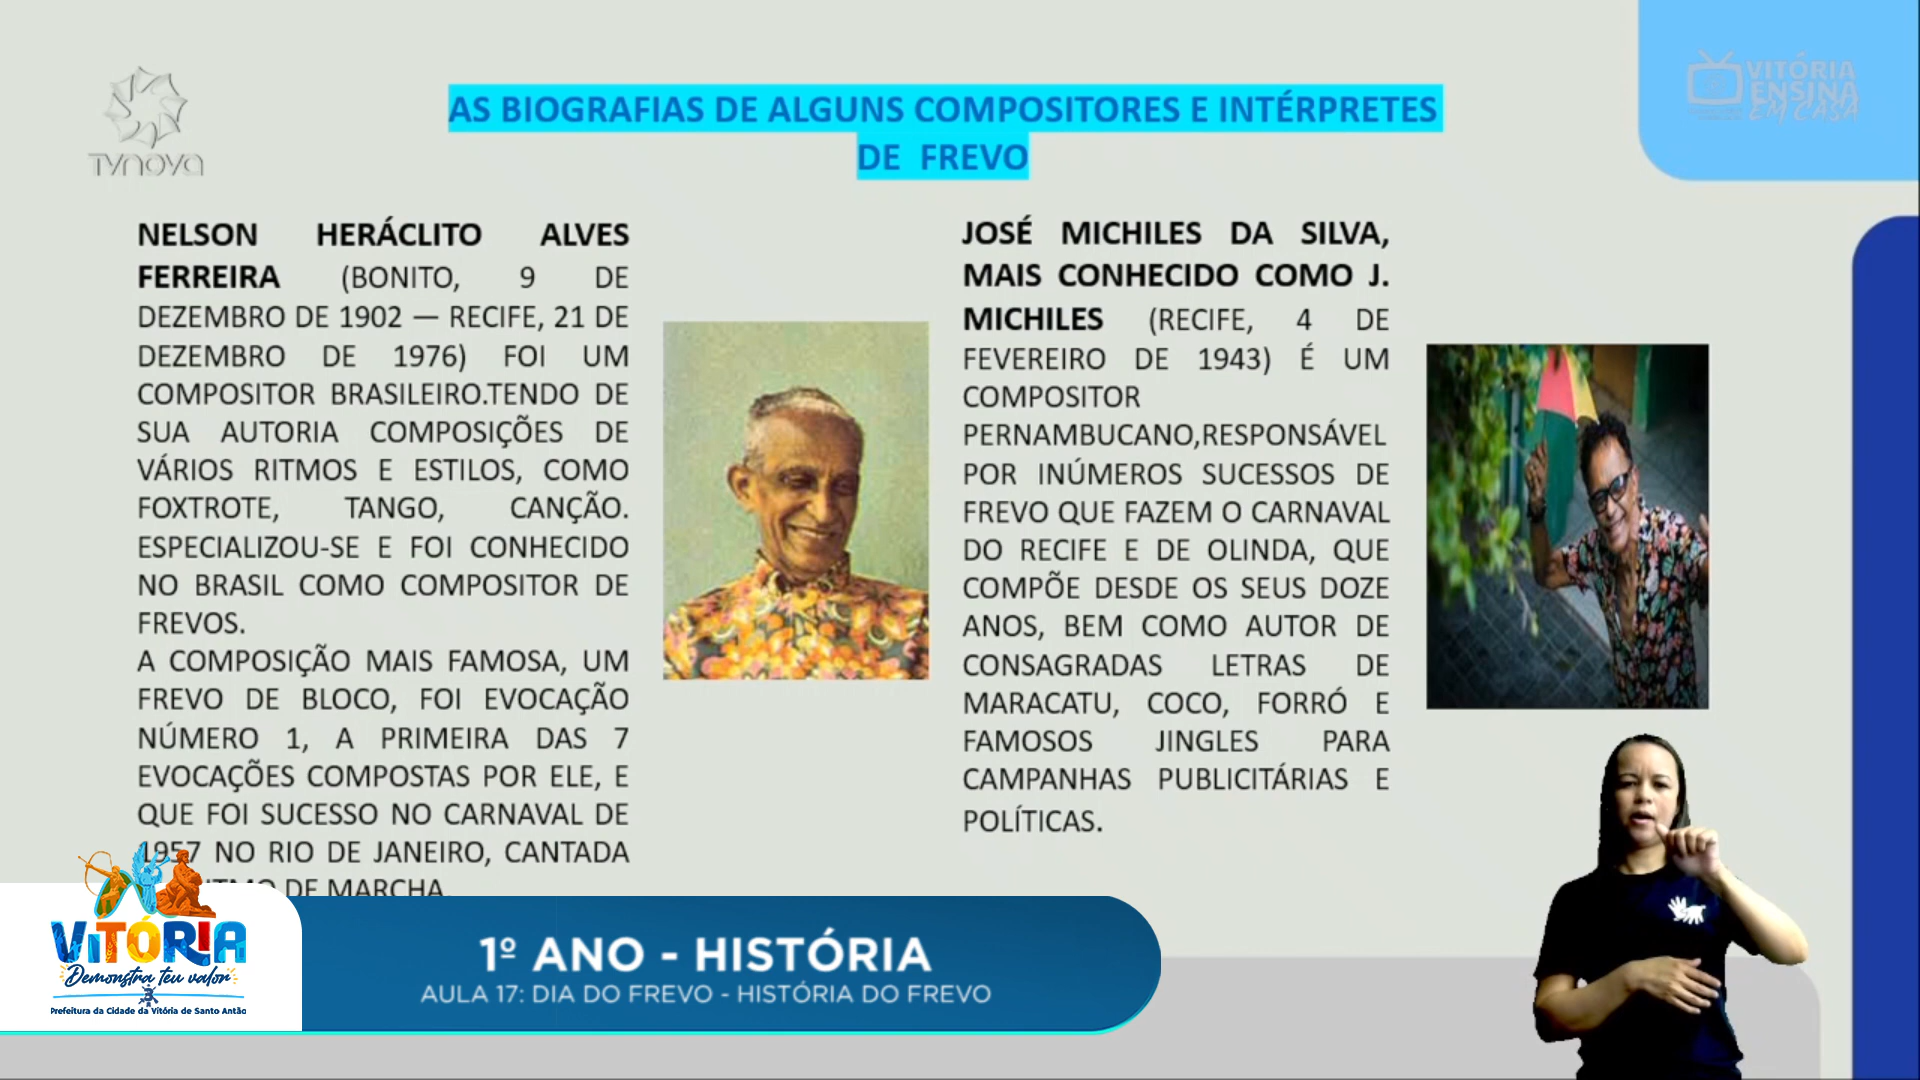 TVNOVA
VITÓRIA
ENSINA
EM CASA
AS BIOGRAFIAS DE ALGUNS COMPOSITORES E INTÉRPRETES
DE FREVO
NELSON HERÁCLITO ALVES
FERREIRA (BONITO, 9 DE
DEZEMBRO DE 1902 — RECIFE, 21 DE
DEZEMBRO DE 1976) FOI UM
COMPOSITOR BRASILEIRO.TENDO DE
SUA AUTORIA COMPOSIÇÕES DE
VÁRIOS RITMOS E ESTILOS, COMO
FOXTROTE, TANGO, CANÇÃO.
ESPECIALIZOU-SE E FOI CONHECIDO
NO BRASIL COMO COMPOSITOR DE
FREVOS.
A COMPOSIÇÃO MAIS FAMOSA, UM
FREVO DE BLOCO, FOI EVOCAÇÃO
NÚMERO 1, A PRIMEIRA DAS 7
EVOCAÇÕES COMPOSTAS POR ELE, E
QUE FOI SUCESSO NO CARNAVAL DE
1957 NO RIO DE JANEIRO, CANTADA
DE MARCHA.
JOSÉ MICHILES DA SILVA,
MAIS CONHECIDO COMO J.
MICHILES (RECIFE, 4 DE
FEVEREIRO DE 1943) É UM
COMPOSITOR
PERNAMBUCANO,RESPONSÁVEL
POR INÚMEROS SUCESSOS DE
FREVO QUE FAZEM O CARNAVAL
DO RECIFE E DE OLINDA, QUE
COMPÕE DESDE OS SEUS DOZE
ANOS, BEM COMO AUTOR DE
CONSAGRADAS LETRAS DE
MARACATU, COCO, FORRÓ E
FAMOSOS JINGLES PARA
CAMPANHAS PUBLICITÁRIAS E
POLÍTICAS.
VITÓRIA
Demonstra teu valor
Prefeitura da Cidade da Vitória de Santo Antão
1º ANO - HISTÓRIA
AULA 17: DIA DO FREVO - HISTÓRIA DO FREVO